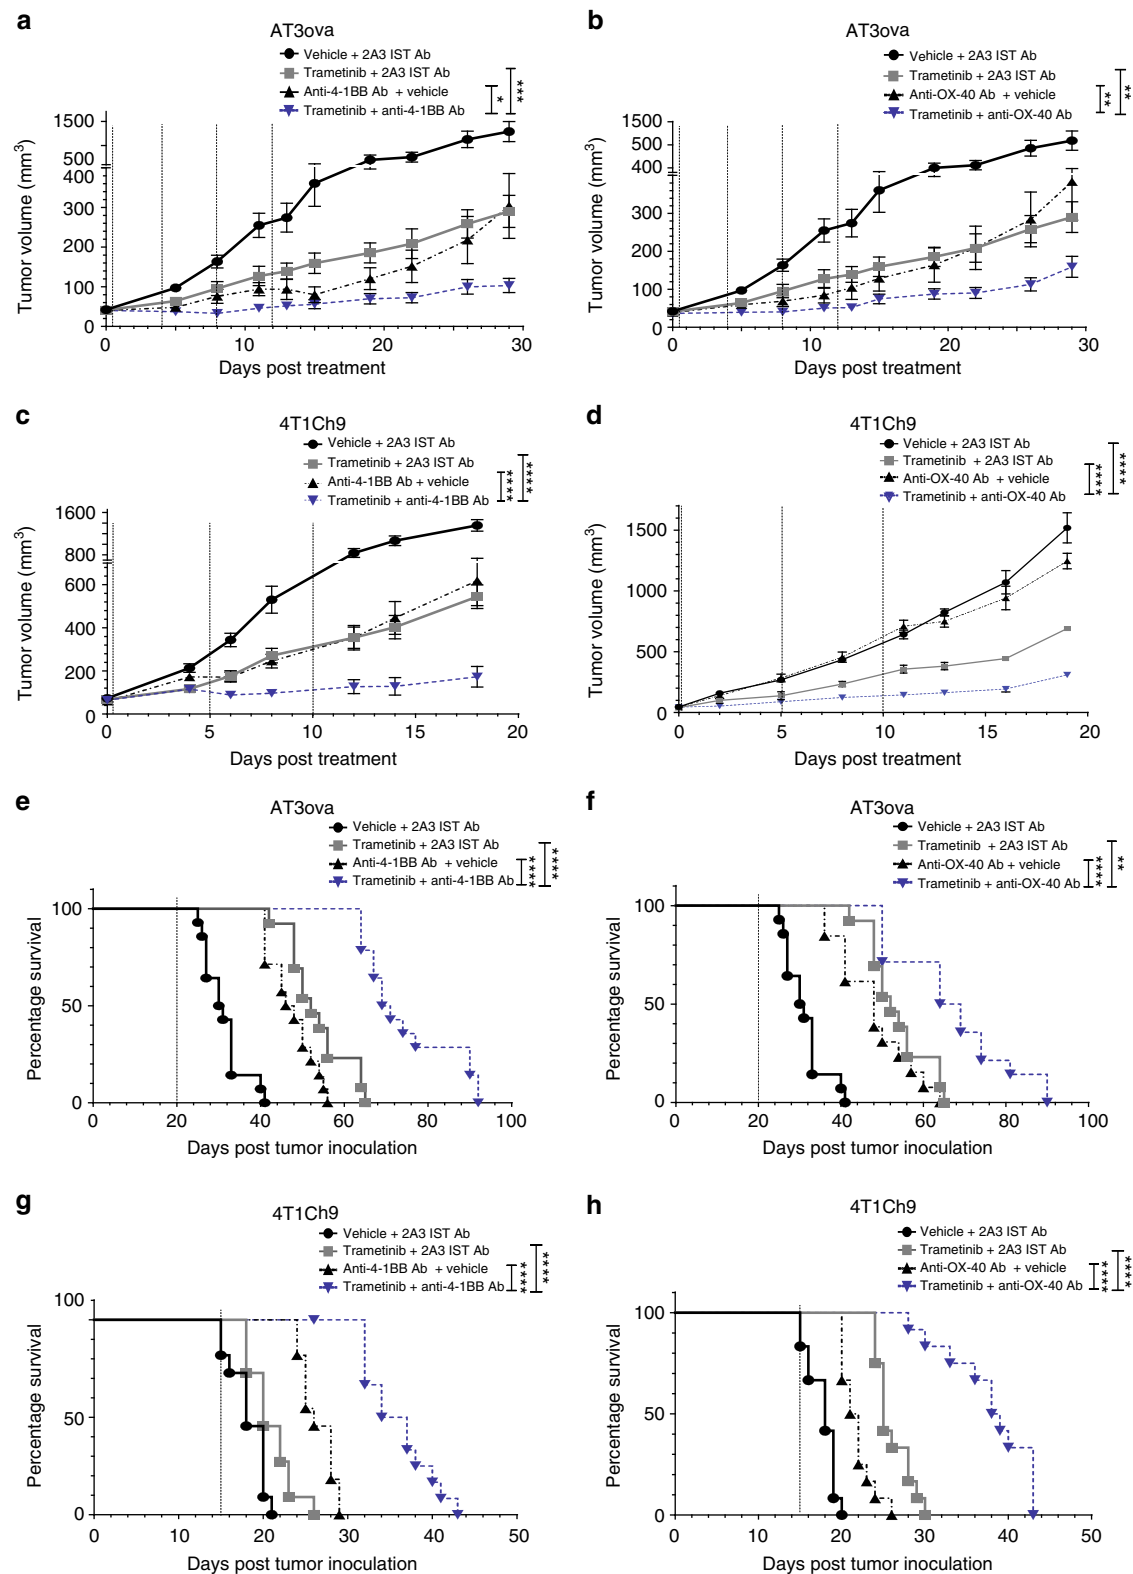 a
AT3ova
Vehicle + 2A3 IST Ab
Trametinib + 2A3 IST Ab
Anti-4-1BB Ab + vehicle
Trametinib + anti-4-1BB Ab
*
***
Tumor volume (mm³)
1500
500
400
300
200
100
0
0 10 20 30
Days post treatment
b
AT3ova
Vehicle + 2A3 IST Ab
Trametinib + 2A3 IST Ab
Anti-OX-40 Ab + vehicle
Trametinib + anti-OX-40 Ab
**
**
Tumor volume (mm³)
1500
500
400
300
200
100
0
0 10 20 30
Days post treatment
c
4T1Ch9
Vehicle + 2A3 IST Ab
Trametinib + 2A3 IST Ab
Anti-4-1BB Ab + vehicle
Trametinib + anti-4-1BB Ab
****
****
Tumor volume (mm³)
1600
800
600
400
200
0
0 5 10 15 20
Days post treatment
d
4T1Ch9
Vehicle + 2A3 IST Ab
Trametinib + 2A3 IST Ab
Anti-OX-40 Ab + vehicle
Trametinib + anti-OX-40 Ab
****
****
Tumor volume (mm³)
1500
1000
500
0
0 5 10 15 20
Days post treatment
e
AT3ova
Vehicle + 2A3 IST Ab
Trametinib + 2A3 IST Ab
Anti-4-1BB Ab + vehicle
Trametinib + anti-4-1BB Ab
****
****
Percentage survival
100
50
0
0 20 40 60 80 100
Days post tumor inoculation
f
AT3ova
Vehicle + 2A3 IST Ab
Trametinib + 2A3 IST Ab
Anti-OX-40 Ab + vehicle
Trametinib + anti-OX-40 Ab
****
**
Percentage survival
100
50
0
0 20 40 60 80 100
Days post tumor inoculation
g
4T1Ch9
Vehicle + 2A3 IST Ab
Trametinib + 2A3 IST Ab
Anti-4-1BB Ab + vehicle
Trametinib + anti-4-1BB Ab
****
****
Percentage survival
100
50
0
0 10 20 30 40 50
Days post tumor inoculation
h
4T1Ch9
Vehicle + 2A3 IST Ab
Trametinib + 2A3 IST Ab
Anti-OX-40 Ab + vehicle
Trametinib + anti-OX-40 Ab
****
****
Percentage survival
100
50
0
0 10 20 30 40 50
Days post tumor inoculation